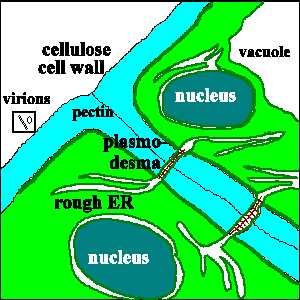 cellulose
cell wall
vacuole
virions
nucleus
pectin
plasmo-
desma
rough ER
nucleus